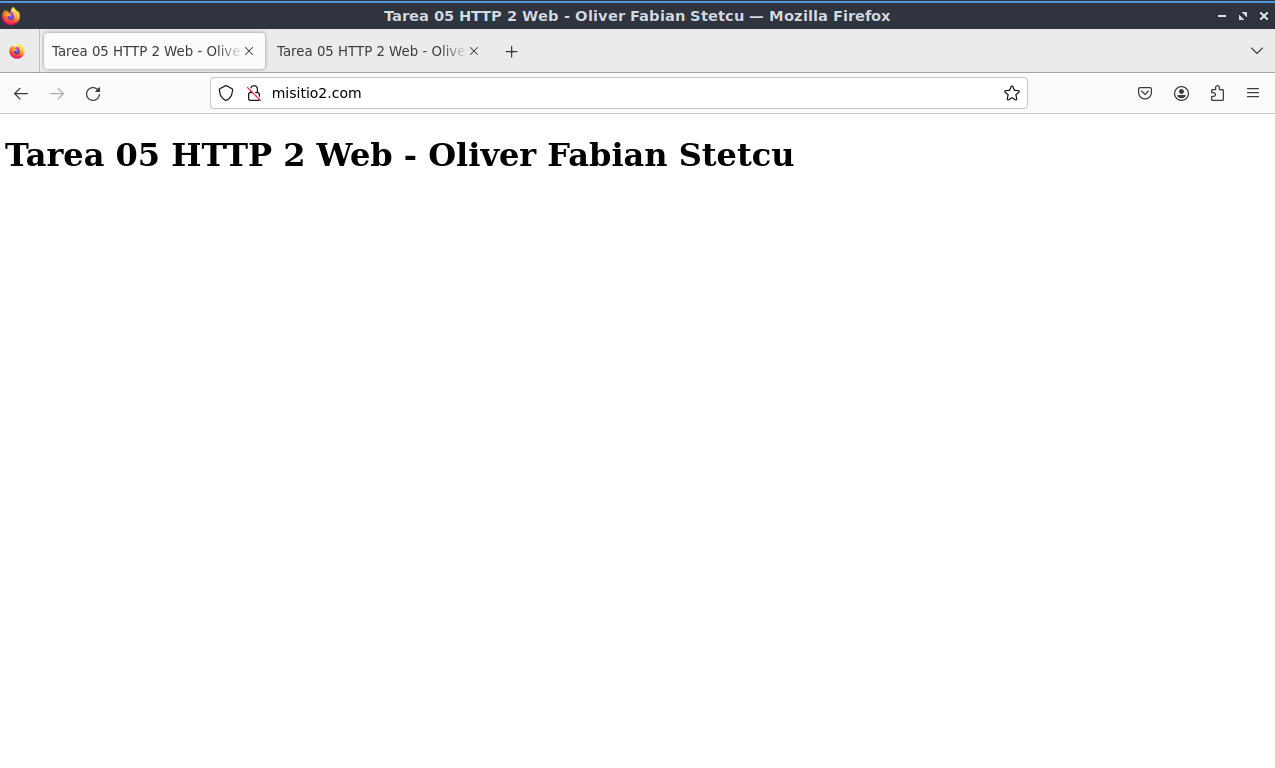 Tarea 05 HTTP 2 Web - Oliver Fabian Stetcu — Mozilla Firefox
Tarea 05 HTTP 2 Web - Olive
Tarea 05 HTTP 2 Web - Olive
misitio2.com
Tarea 05 HTTP 2 Web - Oliver Fabian Stetcu